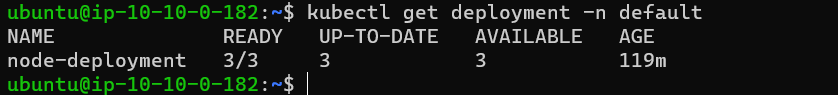 ubuntu@ip-10-10-0-182:~$ kubectl get deployment -n default
NAME READY UP-TO-DATE AVAILABLE AGE
node-deployment 3/3 3 3 119m
ubuntu@ip-10-10-0-182:~$